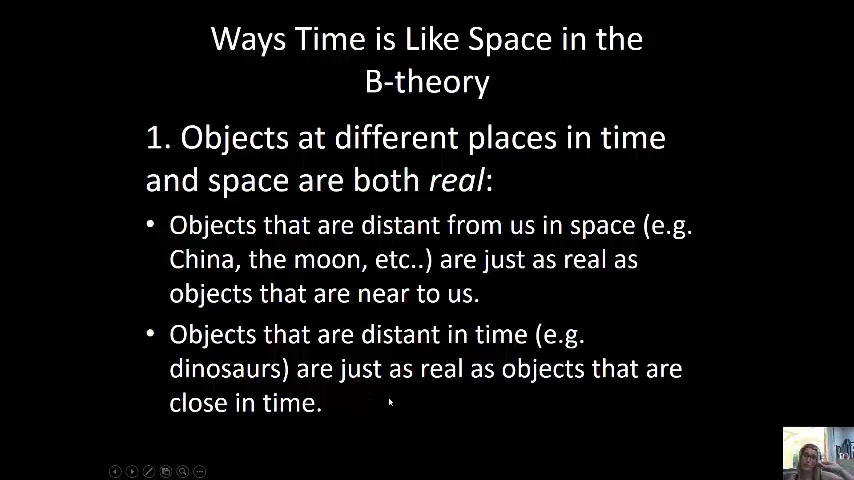 Ways Time is Like Space in the
B-theory
1. Objects at different places in time
and space are both real:
• Objects that are distant from us in space (e.g.
China, the moon, etc..) are just as real as
objects that are near to us.
• Objects that are distant in time (e.g.
dinosaurs) are just as real as objects that are
close in time.